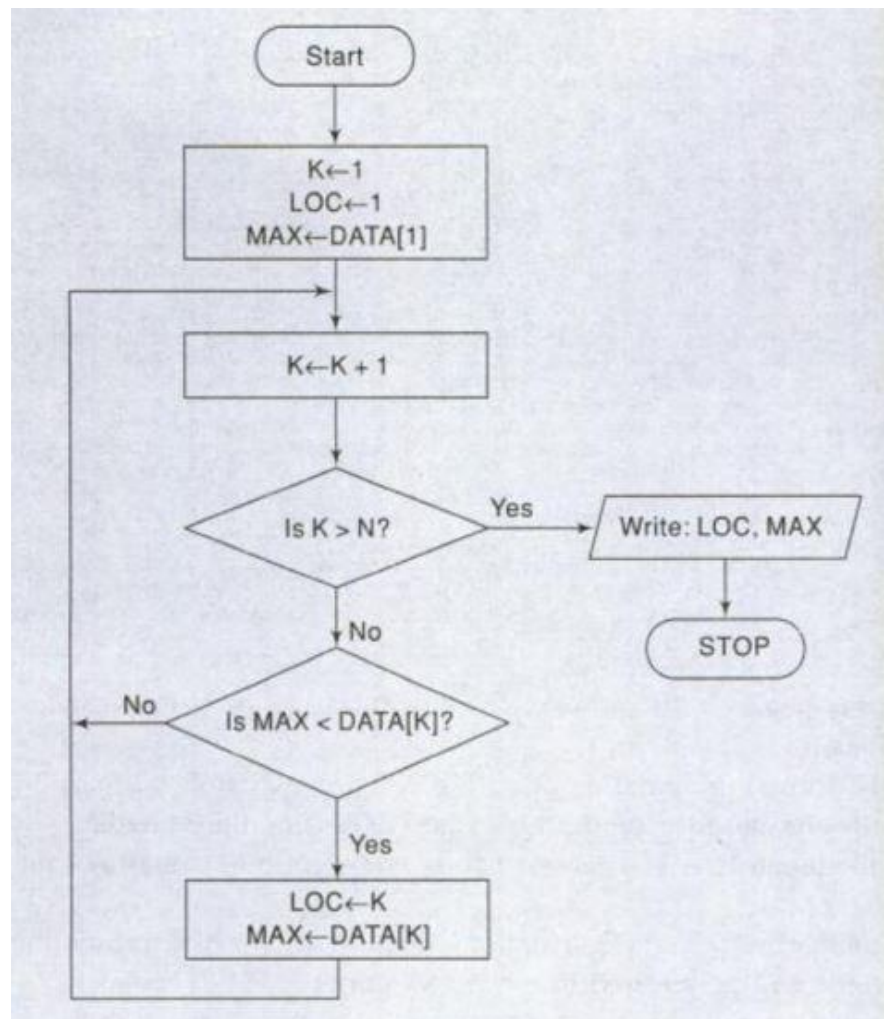 Start
K←1
LOC←1
MAX←DATA[1]
K←K + 1
Is K > N?
Yes
Write: LOC, MAX
STOP
No
Is MAX < DATA[K]?
No
Yes
LOC←K
MAX←DATA[K]